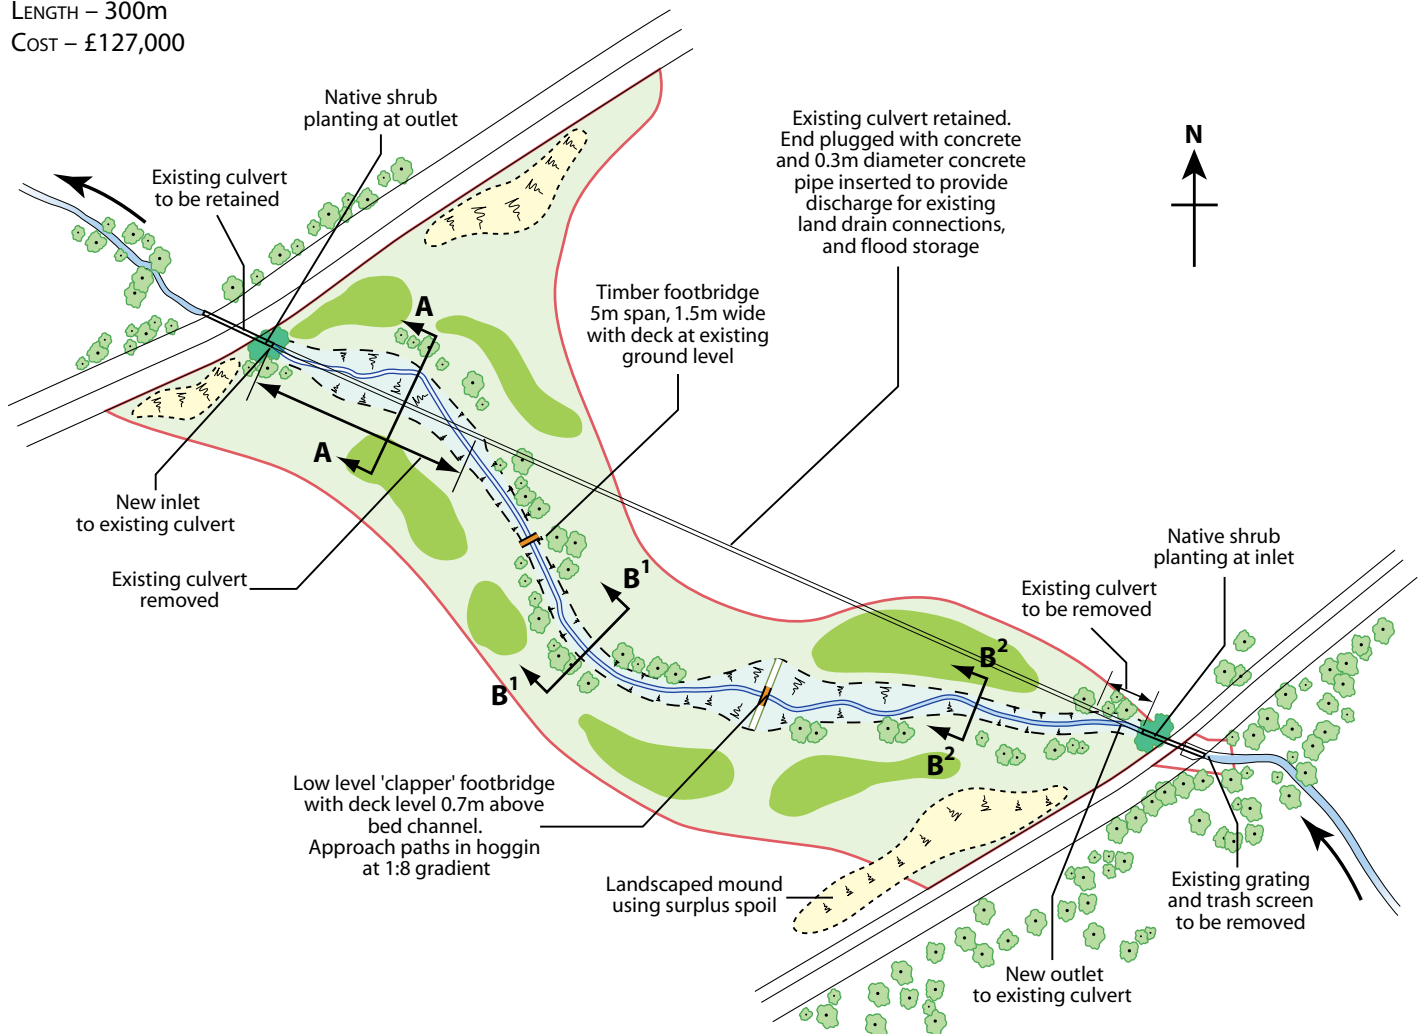 LENGTH – 300m
COST – £127,000
Native shrub
planting at outlet
Existing culvert
to be retained
Existing culvert retained.
End plugged with concrete
and 0.3m diameter concrete
pipe inserted to provide
discharge for existing
land drain connections,
and flood storage
N
Timber footbridge
5m span, 1.5m wide
with deck at existing
ground level
A
A
New inlet
to existing culvert
Existing culvert
removed
B1
B1
Native shrub
planting at inlet
Existing culvert
to be removed
B2
B2
Low level 'clapper' footbridge
with deck level 0.7m above
bed channel.
Approach paths in hoggin
at 1:8 gradient
Landscaped mound
using surplus spoil
Existing grating
and trash screen
to be removed
New outlet
to existing culvert